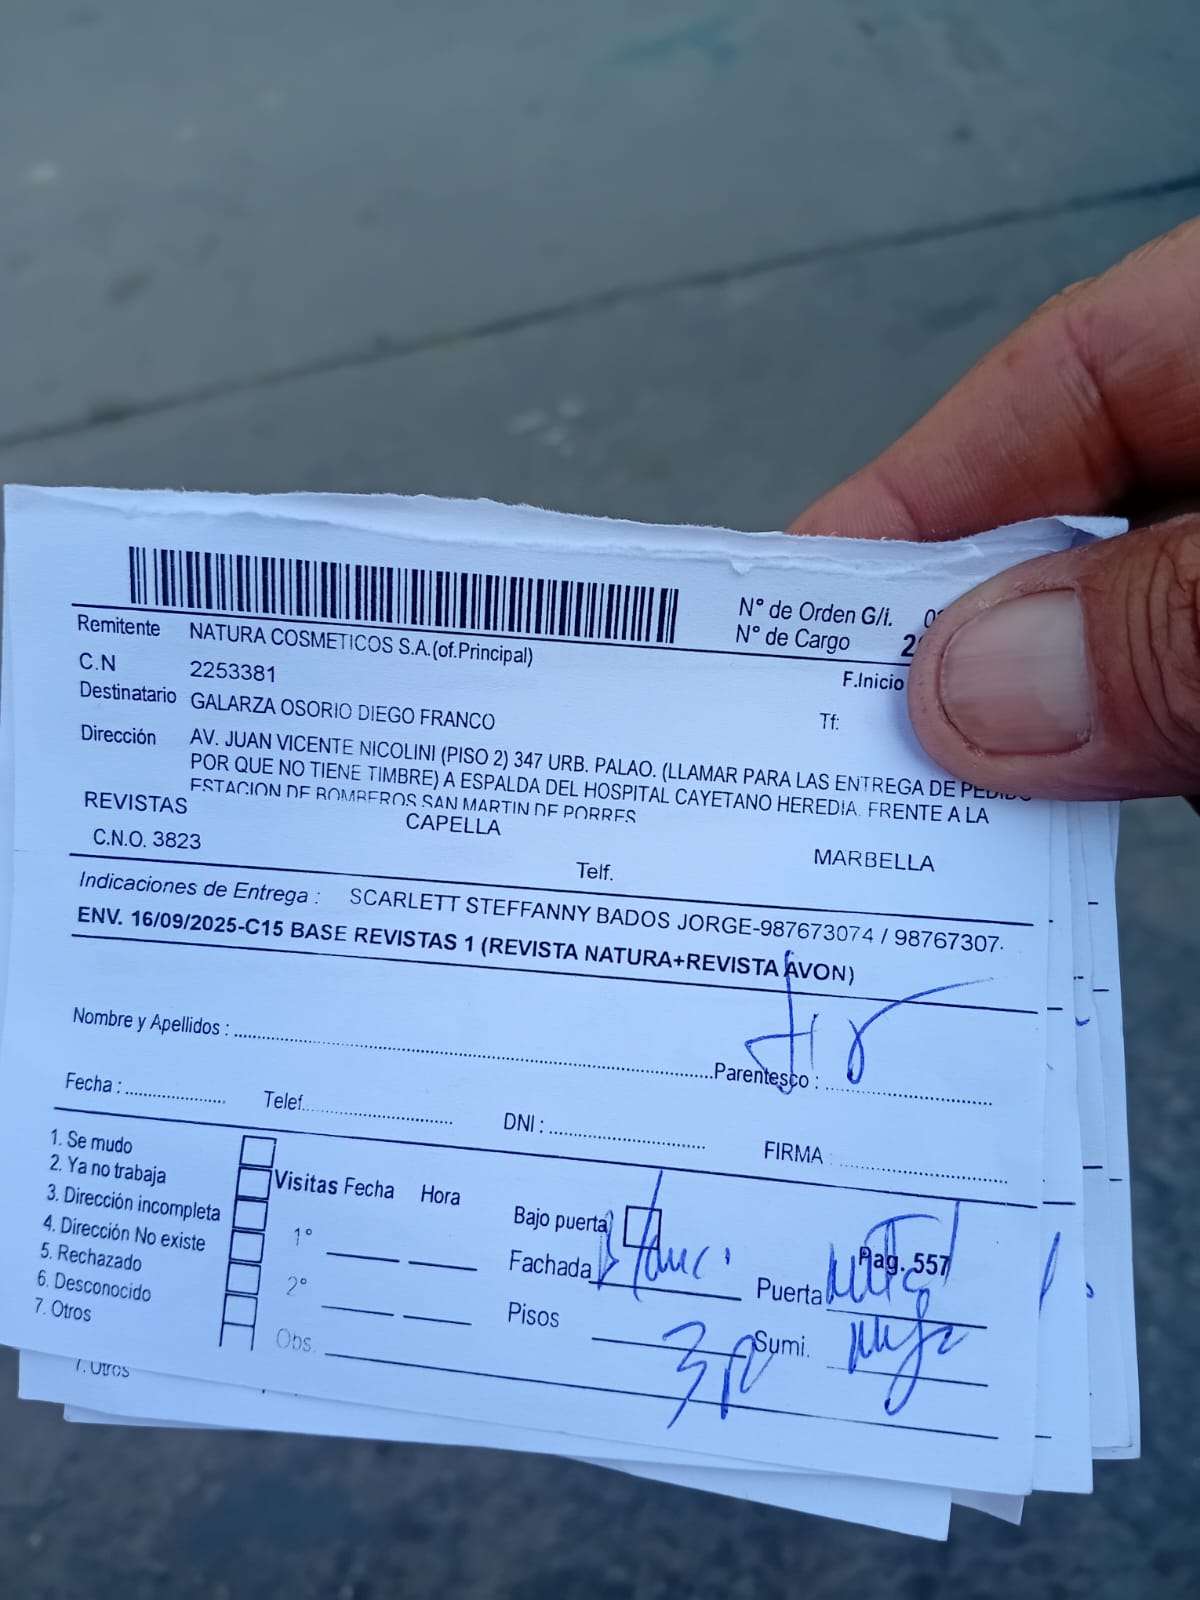 N° de Orden G/i.
N° de Cargo 2
Remitente NATURA COSMETICOS S.A.(of.Principal)
F.Inicio
C.N 2253381
Tf:
Destinatario GALARZA OSORIO DIEGO FRANCO
Dirección AV. JUAN VICENTE NICOLINI (PISO 2) 347 URB. PALAO. (LLAMAR PARA LAS ENTREGA DE PEDIDO
POR QUE NO TIENE TIMBRE) A ESPALDA DEL HOSPITAL CAYETANO HEREDIA. FRENTE A LA
ESTACION DE BOMBEROS SAN MARTIN DE PORRES
REVISTAS CAPELLA MARBELLA
C.N.O. 3823 Telf.
Indicaciones de Entrega : SCARLETT STEFFANNY BADOS JORGE-987673074 / 98767307.
ENV. 16/09/2025-C15 BASE REVISTAS 1 (REVISTA NATURA+REVISTA AVON)
Nombre y Apellidos : Parentesco :
Fecha : Telef. DNI : FIRMA :
1. Se mudo
2. Ya no trabaja
3. Dirección incompleta
4. Dirección No existe
5. Rechazado
6. Desconocido
7. Otros
Visitas Fecha Hora
1°
2°
Obs.
Bajo puerta
Fachada
Pisos 3p
Pag. 557
Puerta
Sumi.
7. Otros